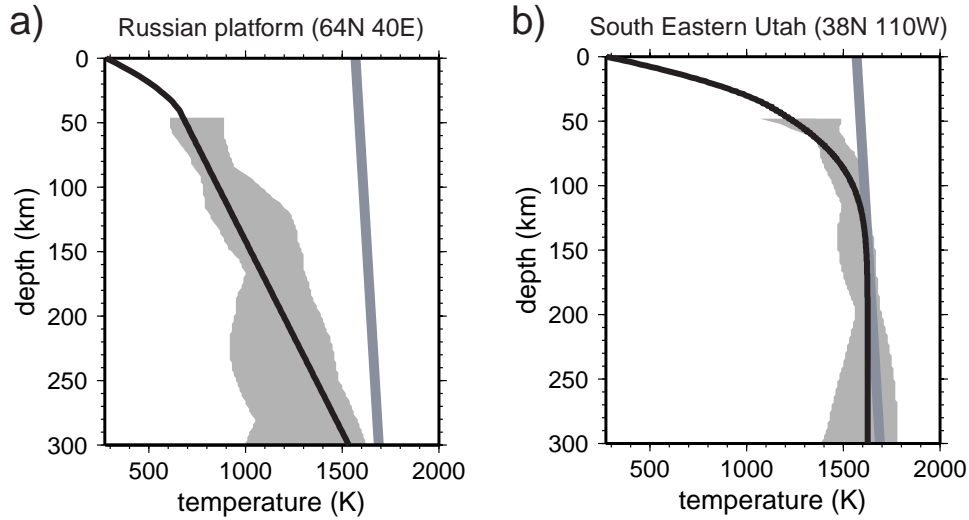 a)
Russian platform (64N 40E)
0
50
100
150
200
250
300
depth (km)
500
1000
1500
2000
temperature (K)
b)
South Eastern Utah (38N 110W)
0
50
100
150
200
250
300
depth (km)
500
1000
1500
2000
temperature (K)